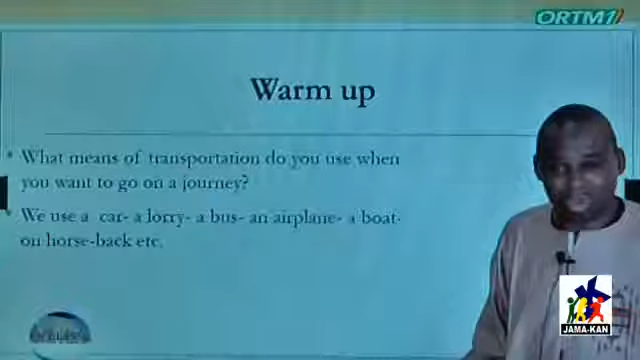 ORTM1
Warm up
What means of transportation do you use when
you want to go on a journey?
We use a car- a lorry- a bus- an airplane- a boat-
on horse-back etc.
JAMA-KAN